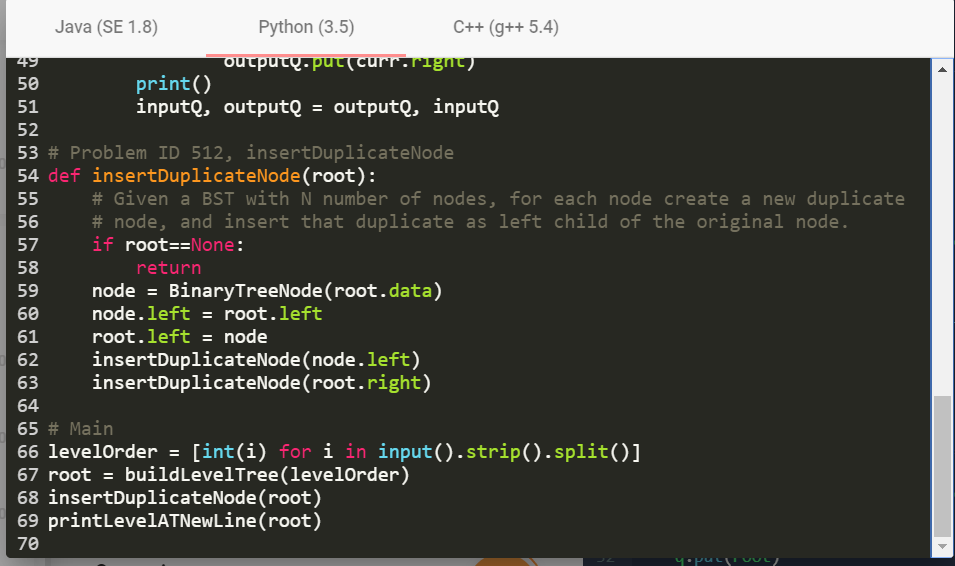 Java (SE 1.8) Python (3.5) C++ (g++ 5.4)
49 outputQ.put(curr.right)
50 print()
51 inputQ, outputQ = outputQ, inputQ
52
53 # Problem ID 512, insertDuplicateNode
54 def insertDuplicateNode(root):
55 # Given a BST with N number of nodes, for each node create a new duplicate
56 # node, and insert that duplicate as left child of the original node.
57 if root==None:
58 return
59 node = BinaryTreeNode(root.data)
60 node.left = root.left
61 root.left = node
62 insertDuplicateNode(node.left)
63 insertDuplicateNode(root.right)
64
65 # Main
66 levelOrder = [int(i) for i in input().strip().split()]
67 root = buildLevelTree(levelOrder)
68 insertDuplicateNode(root)
69 printLevelATNewLine(root)
70